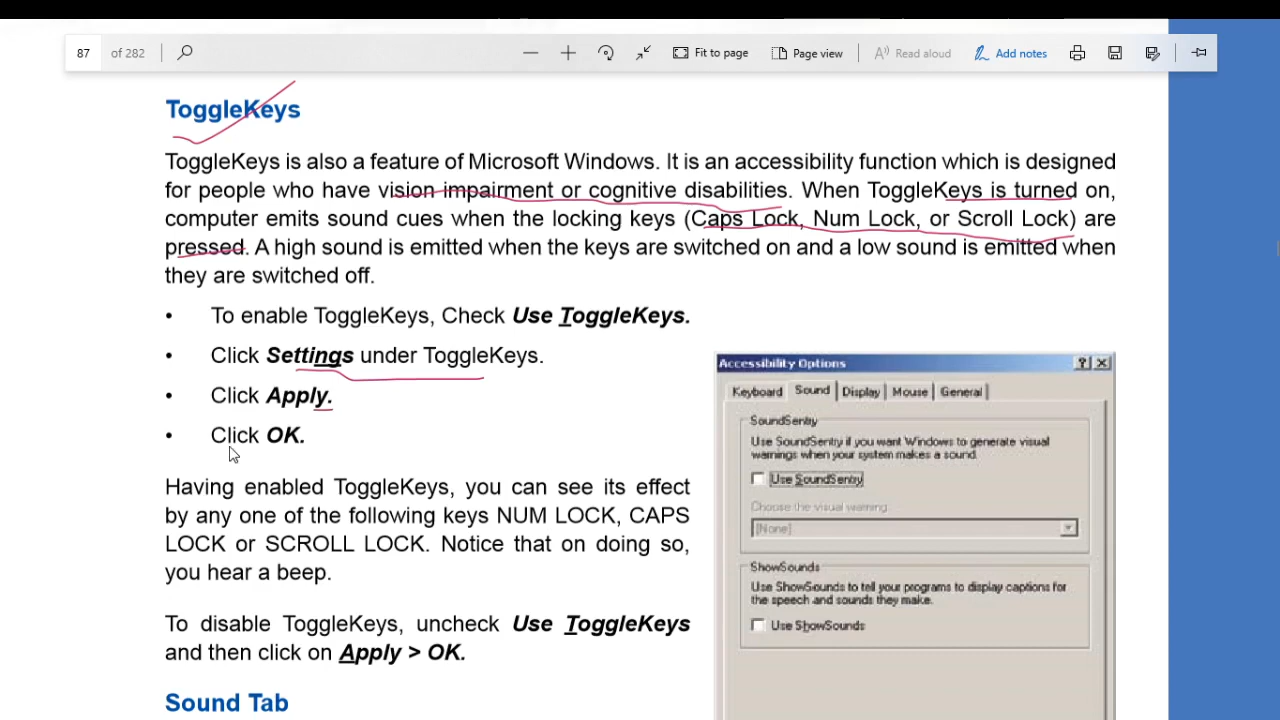 87 of 282 Fit to page Page view Read aloud Add notes
ToggleKeys
ToggleKeys is also a feature of Microsoft Windows. It is an accessibility function which is designed
for people who have vision impairment or cognitive disabilities. When ToggleKeys is turned on,
computer emits sound cues when the locking keys (Caps Lock, Num Lock, or Scroll Lock) are
pressed. A high sound is emitted when the keys are switched on and a low sound is emitted when
they are switched off.
• To enable ToggleKeys, Check Use ToggleKeys.
• Click Settings under ToggleKeys.
• Click Apply.
• Click OK.
Having enabled ToggleKeys, you can see its effect
by any one of the following keys NUM LOCK, CAPS
LOCK or SCROLL LOCK. Notice that on doing so,
you hear a beep.
To disable ToggleKeys, uncheck Use ToggleKeys
and then click on Apply > OK.
Sound Tab
Accessibility Options
Keyboard Sound Display Mouse General
SoundSentry
Use SoundSentry if you want Windows to generate visual
warnings when your system makes a sound.
Use SoundSentry
Choose the visual warning:
[None]
ShowSounds
Use ShowSounds to tell your programs to display captions for
the speech and sounds they make.
Use ShowSounds